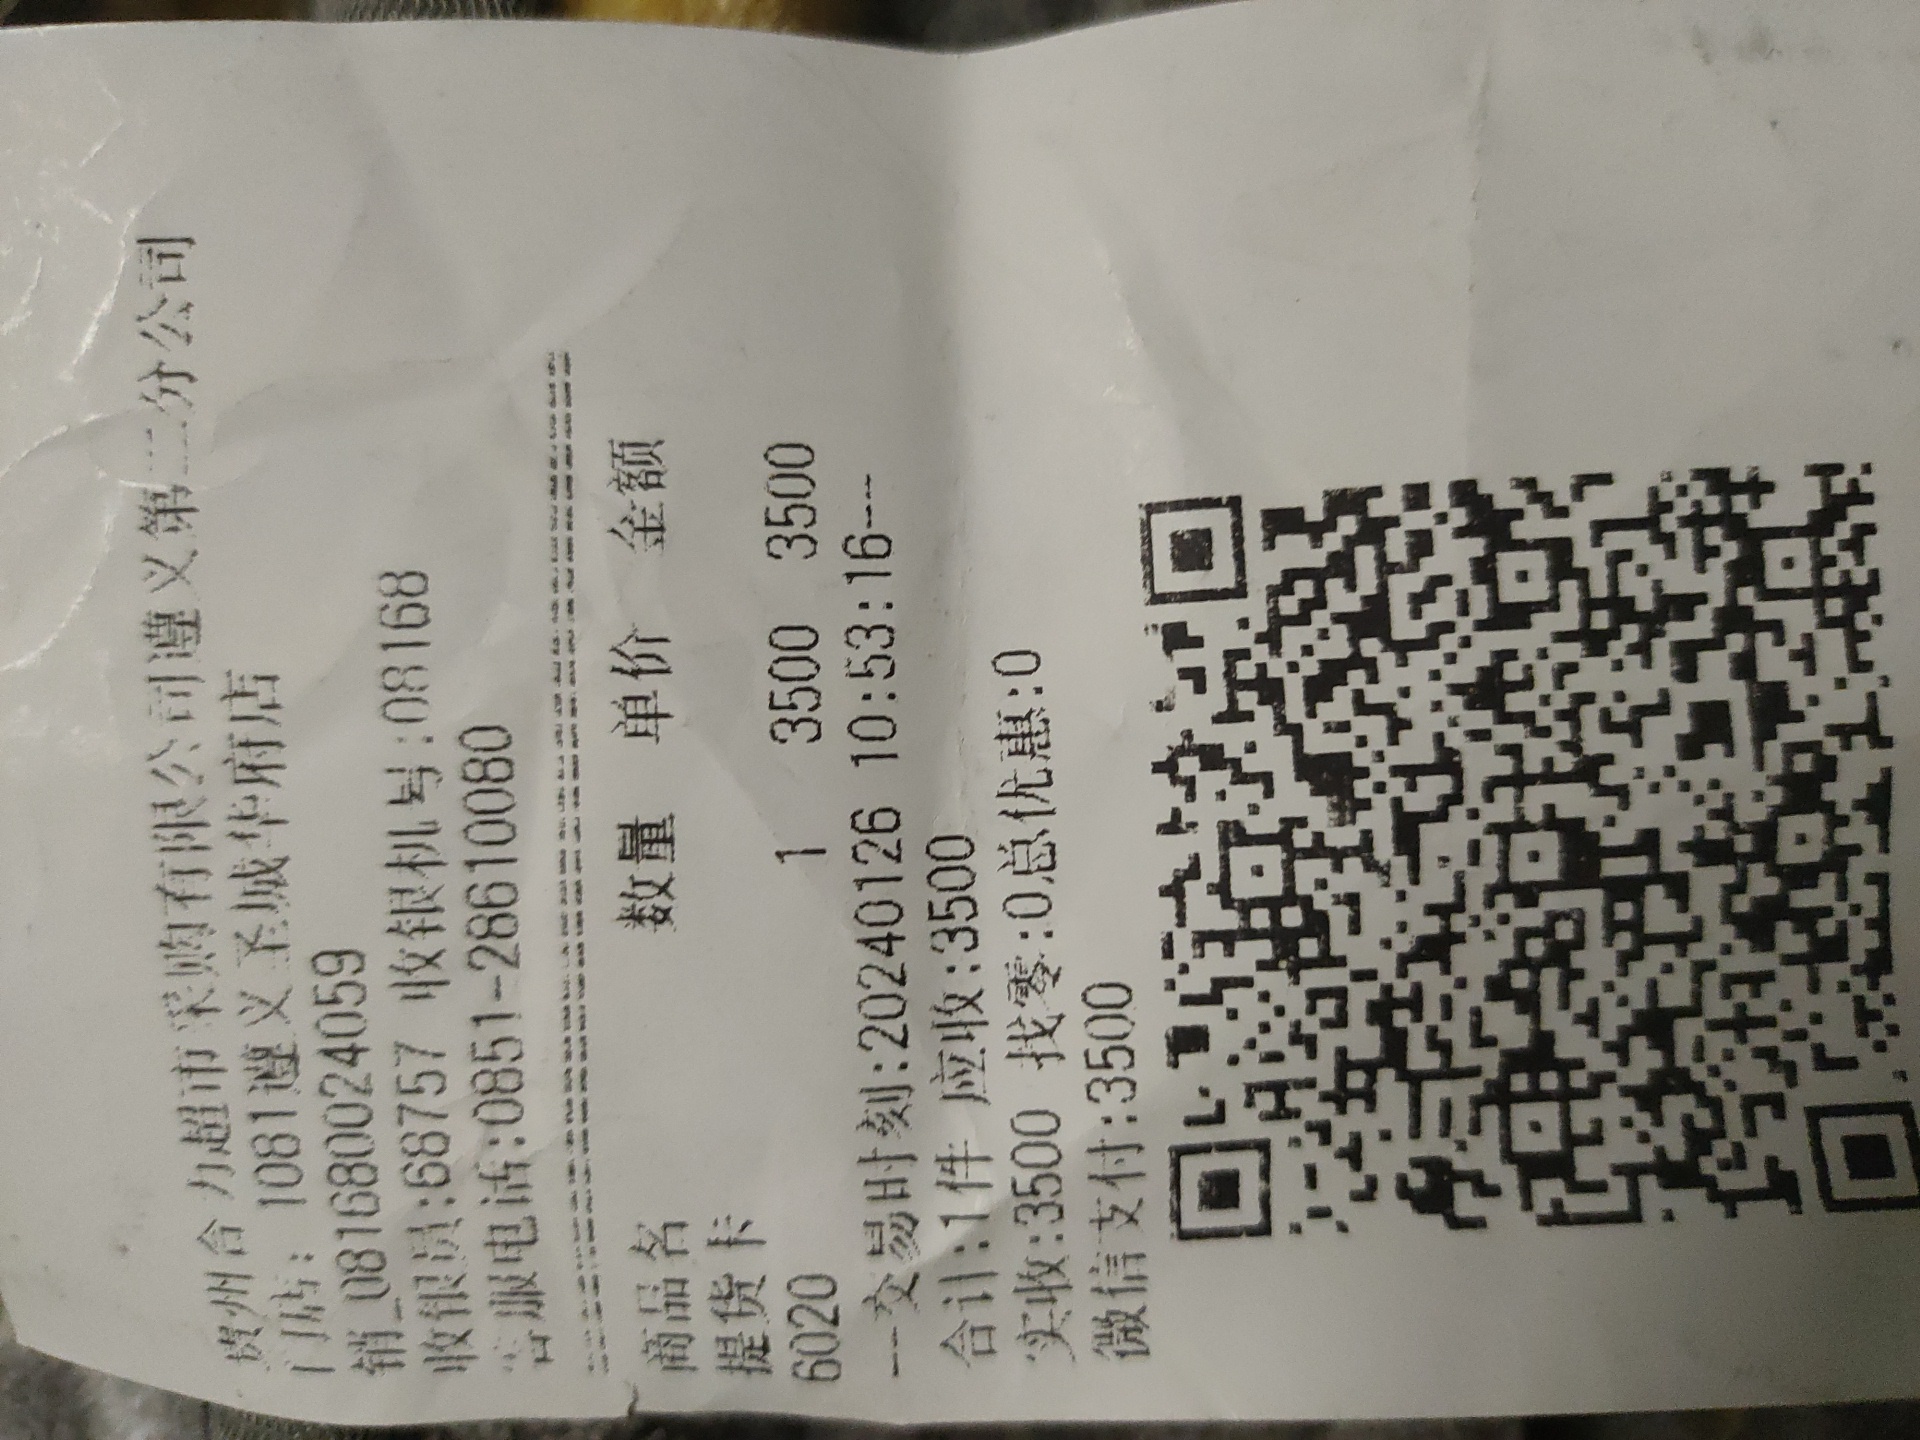 贵州合力超市采购有限公司遵义第二分公司
门店: 1081遵义圣城华府店
销_0816800024059
收银员:68757 收银机号:08168
客服电话:0851-28610080
商品名 数量 单价 金额
提货卡
6020 1 3500 3500
--交易时刻:20240126 10:53:16---
合计:1件 应收:3500
实收:3500 找零:0总优惠:0
微信支付:3500